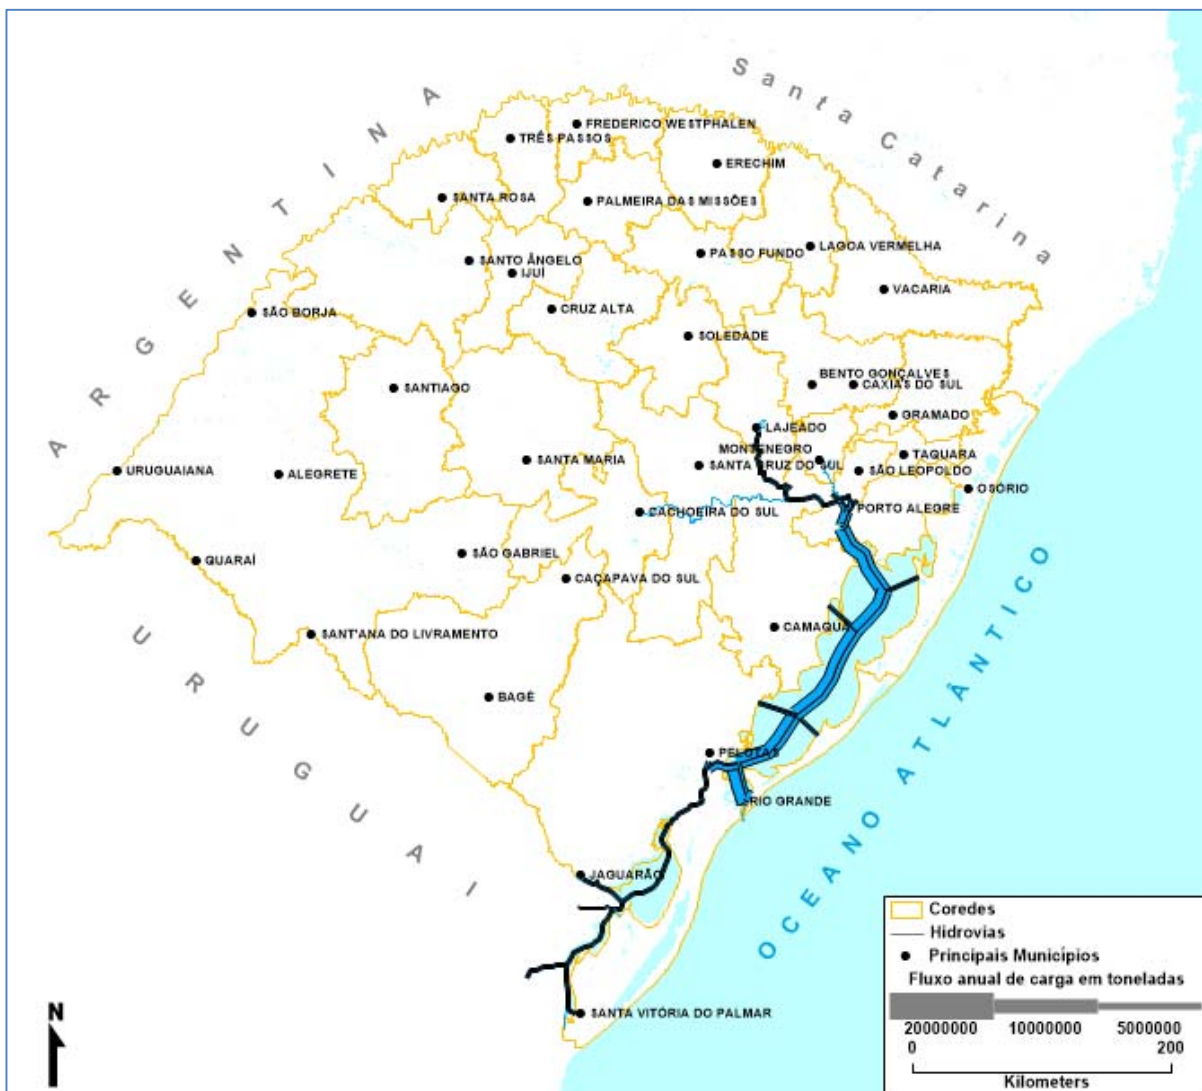 Santa Catarina
ARGENTINA
FREDERICO WESTPHALEN
TRÊS PASSOS
ERECHIM
SANTA ROSA
PALMEIRA DAS MISSÕES
LAGOA VERMELHA
PASSO FUNDO
SANTO ÂNGELO
IJUÍ
VACARIA
SÃO BORJA
CRUZ ALTA
SOLEDADE
BENTO GONÇALVES
SANTIAGO
CAXIAS DO SUL
GRAMADO
LAJEADO
MONTENEGRO
TAQUARA
SANTA MARIA
SANTA CRUZ DO SUL
SÃO LEOPOLDO
URUGUAIANA
ALEGRETE
OSÓRIO
CACHOEIRA DO SUL
PORTO ALEGRE
QUARAÍ
SÃO GABRIEL
CAÇAPAVA DO SUL
SANT'ANA DO LIVRAMENTO
CAMAQUÃ
URUGUAI
BAGÉ
OCEANO ATLÂNTICO
PELOTAS
RIO GRANDE
JAGUARÃO
SANTA VITÓRIA DO PALMAR
N
Coredes
Hidrovias
Principais Municípios
Fluxo anual de carga em toneladas
20000000 10000000 5000000
0 200
Kilometers